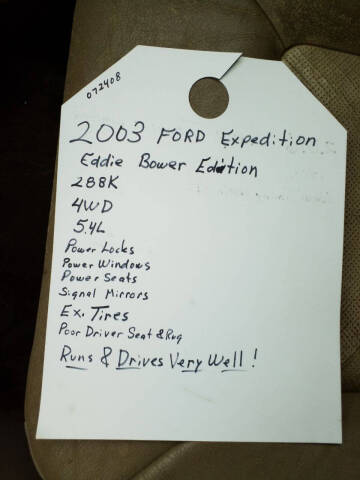 072408
2003 FORD Expedition
Eddie Bower Edition
288K
4WD
5.4L
Power Locks
Power Windows
Power Seats
Signal Mirrors
Ex. Tires
Poor Driver Seat & Rug
Runs & Drives Very Well!